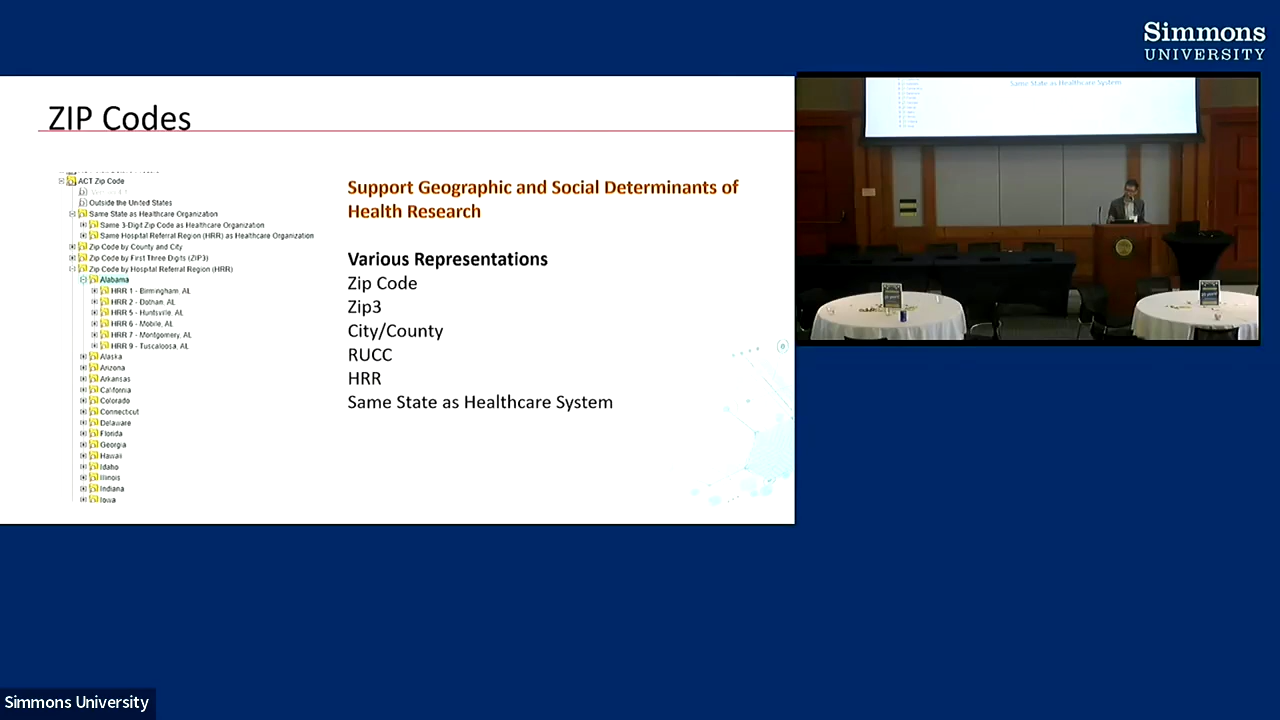 Simmons
UNIVERSITY
ZIP Codes
ACT Zip Code
Outside the United States
Same State as Healthcare Organization
Same 3-Digit Zip Code as Healthcare Organization
Same Hospital Referral Region (HRR) as Healthcare Organization
Zip Code by County and City
Zip Code by First Three Digits (ZIP3)
Zip Code by Hospital Referral Region (HRR)
Alabama
HRR 1 - Birmingham, AL
HRR 2 - Dothan, AL
HRR 5 - Huntsville, AL
HRR 6 - Mobile, AL
HRR 7 - Montgomery, AL
HRR 9 - Tuscaloosa, AL
Alaska
Arizona
Arkansas
California
Colorado
Connecticut
Delaware
Florida
Georgia
Hawaii
Idaho
Illinois
Indiana
Iowa
Support Geographic and Social Determinants of
Health Research
Various Representations
Zip Code
Zip3
City/County
RUCC
HRR
Same State as Healthcare System
Same State as Healthcare System
Simmons University